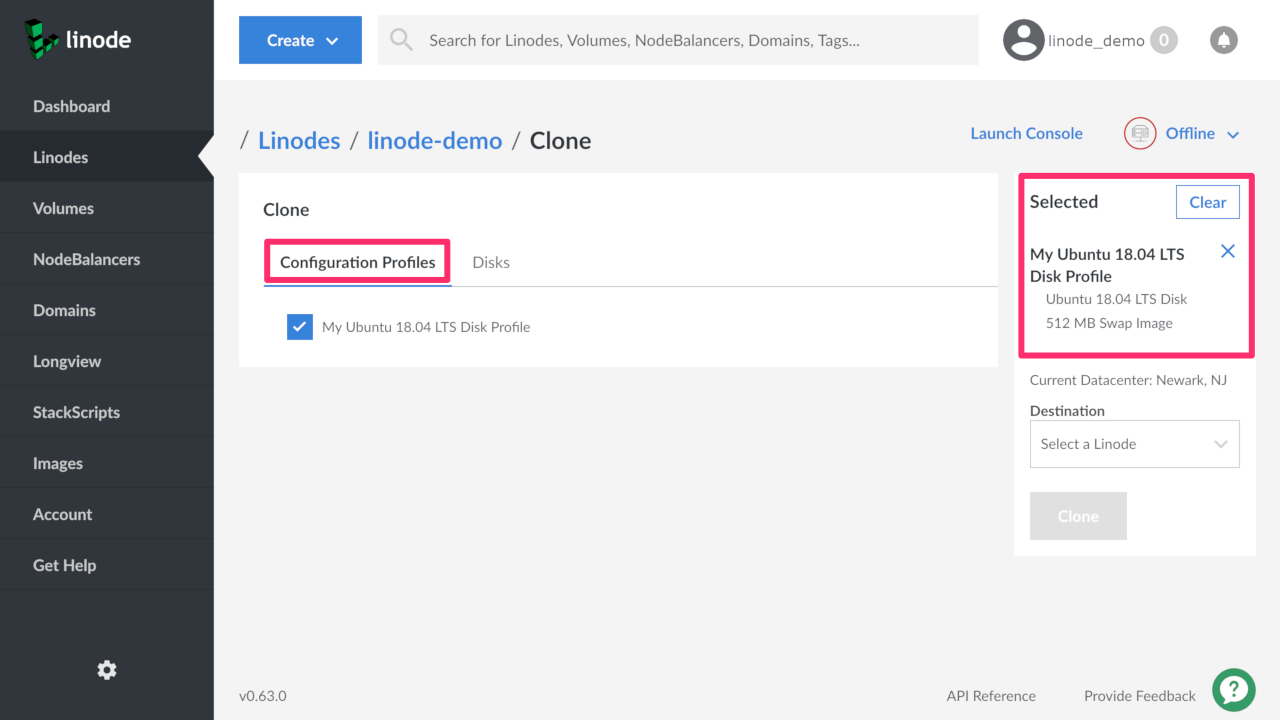 linode
Create
Search for Linodes, Volumes, NodeBalancers, Domains, Tags...
linode_demo 0
Dashboard
Linodes
Volumes
NodeBalancers
Domains
Longview
StackScripts
Images
Account
Get Help
/ Linodes / linode-demo / Clone
Launch Console
Offline
Clone
Configuration Profiles
Disks
My Ubuntu 18.04 LTS Disk Profile
Selected
Clear
My Ubuntu 18.04 LTS
Disk Profile
Ubuntu 18.04 LTS Disk
512 MB Swap Image
Current Datacenter: Newark, NJ
Destination
Select a Linode
Clone
v0.63.0
API Reference
Provide Feedback
?